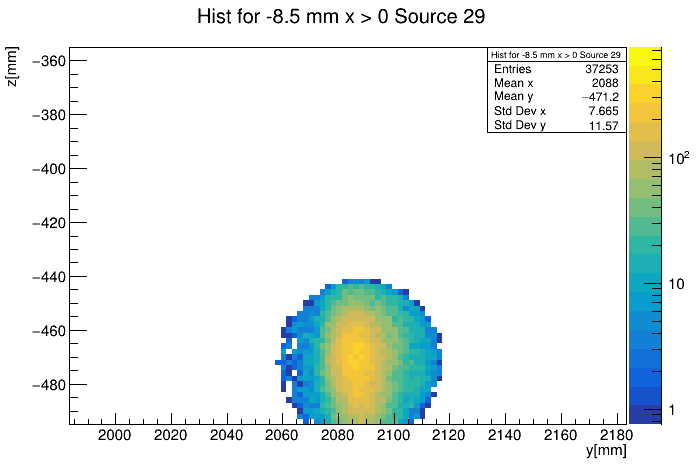 Hist for -8.5 mm x > 0 Source 29
z[mm]
Hist for -8.5 mm x > 0 Source 29
Entries 37253
Mean x 2088
Mean y −471.2
Std Dev x 7.665
Std Dev y 11.57
−360
−380
−400
−420
−440
−460
−480
10²
10
1
2000 2020 2040 2060 2080 2100 2120 2140 2160 2180
y[mm]